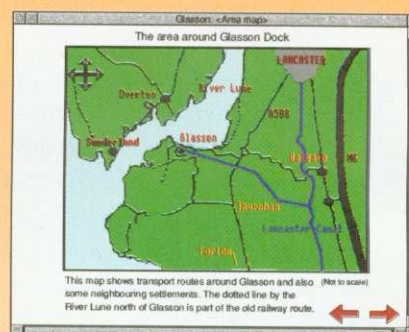 Glasson: <Area map>
The area around Glasson Dock
LANCASTER
River Lune
Overton
A588
Glasson
Sunderland
Galgate
M6
Thurnham
Lancaster Canal
Forton
This map shows transport routes around Glasson and also (Not to scale)
some neighbouring settlements. The dotted line by the
River Lune north of Glasson is part of the old railway route.